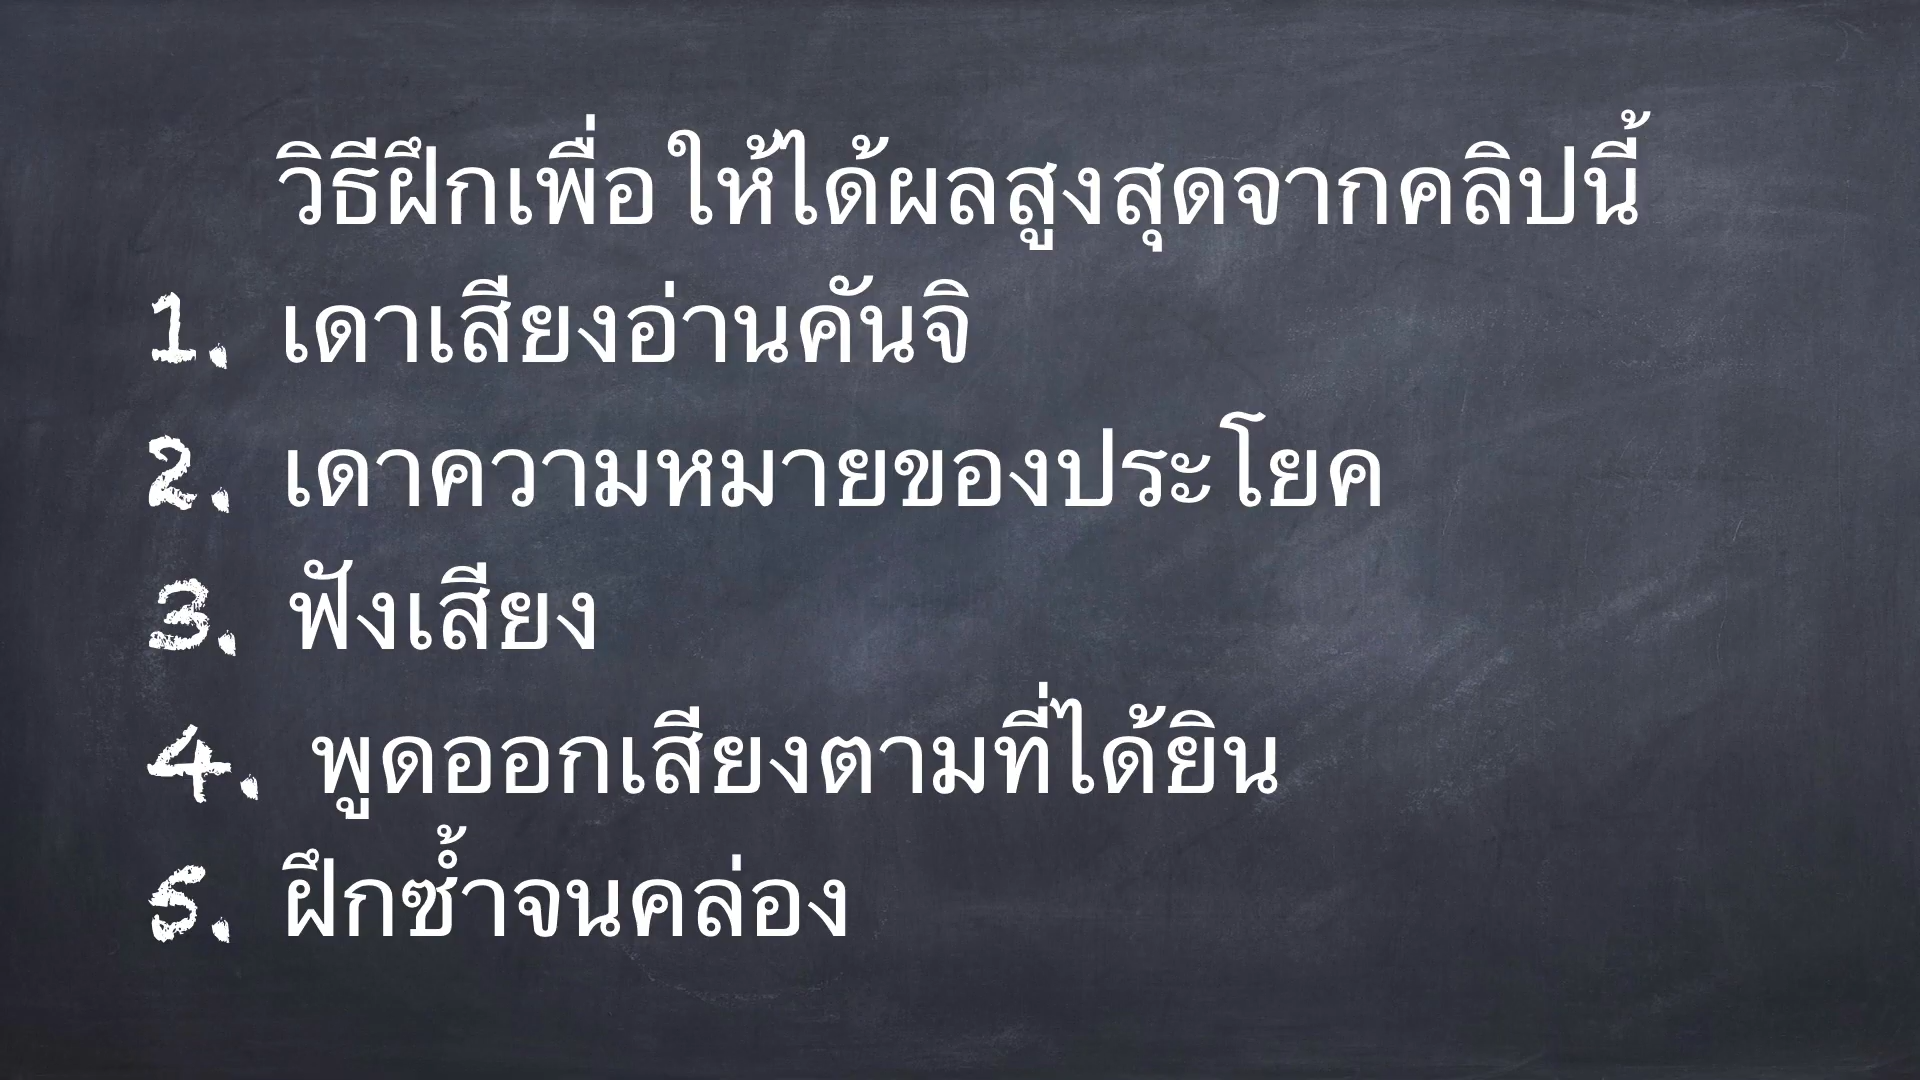 วิธีฝึกเพื่อให้ได้ผลสูงสุดจากคลิปนี้
1. เดาเสียงอ่านคันจิ
2. เดาความหมายของประโยค
3. ฟังเสียง
4. พูดออกเสียงตามที่ได้ยิน
5. ฝึกซ้ำจนคล่อง